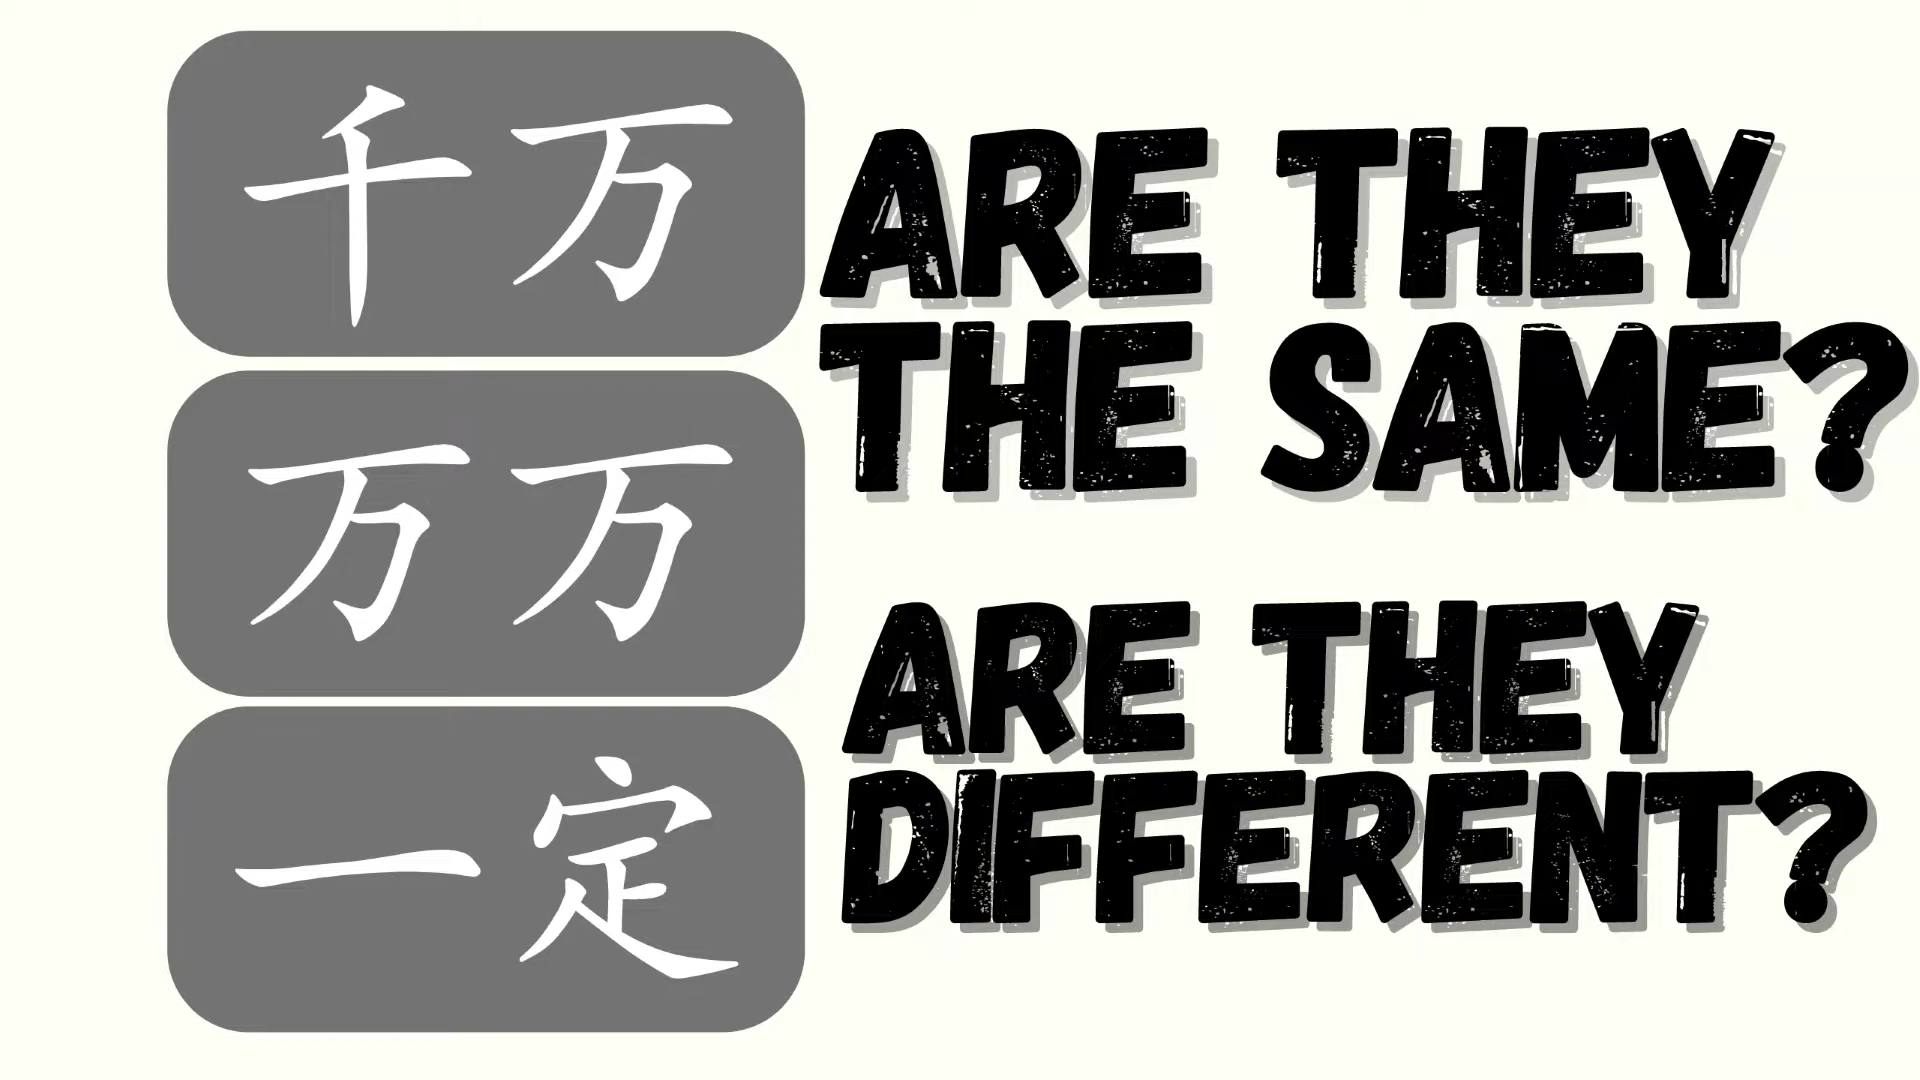 千万
万万
一定
ARE THEY
THE SAME?
ARE THEY
DIFFERENT?